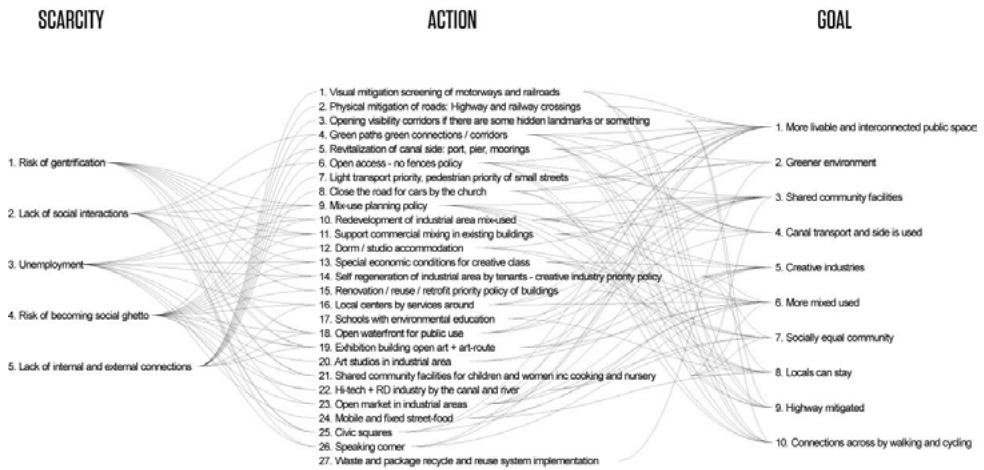 SCARCITY
ACTION
GOAL
1. Risk of gentrification
2. Lack of social interactions
3. Unemployment
4. Risk of becoming social ghetto
5. Lack of internal and external connections
1. Visual mitigation screening of motorways and railroads
2. Physical mitigation of roads: Highway and railway crossings
3. Opening visibility corridors if there are some hidden landmarks or something
4. Green paths green connections / corridors
5. Revitalization of canal side: port, pier, moorings
6. Open access - no fences policy
7. Light transport priority, pedestrian priority of small streets
8. Close the road for cars by the church
9. Mix-use planning policy
10. Redevelopment of industrial area mix-used
11. Support commercial mixing in existing buildings
12. Dorm / studio accommodation
13. Special economic conditions for creative class
14. Self regeneration of industrial area by tenants - creative industry priority policy
15. Renovation / reuse / retrofit priority policy of buildings
16. Local centers by services around
17. Schools with environmental education
18. Open waterfront for public use
19. Exhibition building open art + art-route
20. Art studios in industrial area
21. Shared community facilities for children and women inc cooking and nursery
22. Hi-tech + RD industry by the canal and river
23. Open market in industrial areas
24. Mobile and fixed street-food
25. Civic squares
26. Speaking corner
27. Waste and package recycle and reuse system implementation
1. More livable and interconnected public space
2. Greener environment
3. Shared community facilities
4. Canal transport and side is used
5. Creative industries
6. More mixed used
7. Socially equal community
8. Locals can stay
9. Highway mitigated
10. Connections across by walking and cycling